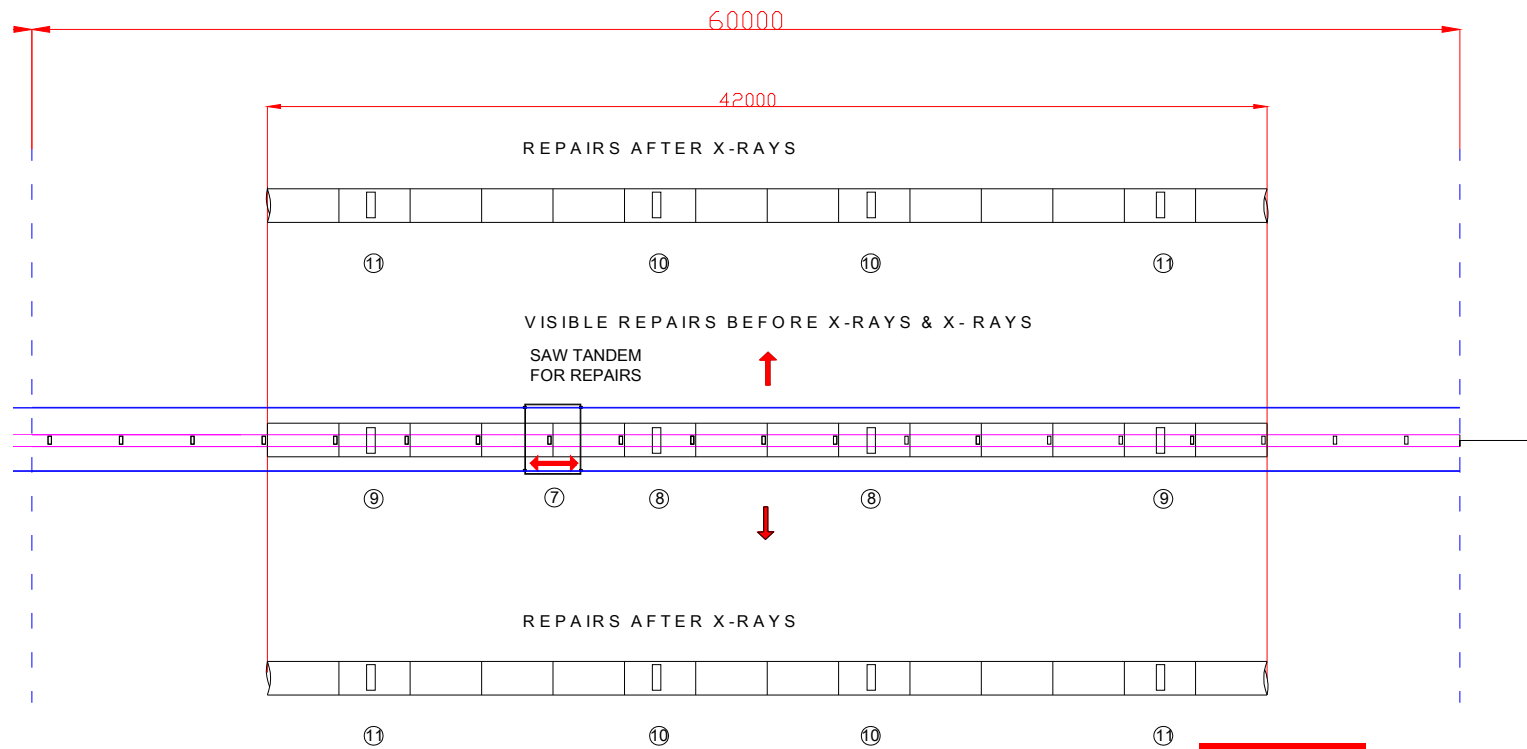 60000
42000
REPAIRS AFTER X-RAYS
11 10 10 11
VISIBLE REPAIRS BEFORE X-RAYS & X- RAYS
SAW TANDEM
FOR REPAIRS
9 7 8 8 9
REPAIRS AFTER X-RAYS
11 10 10 11